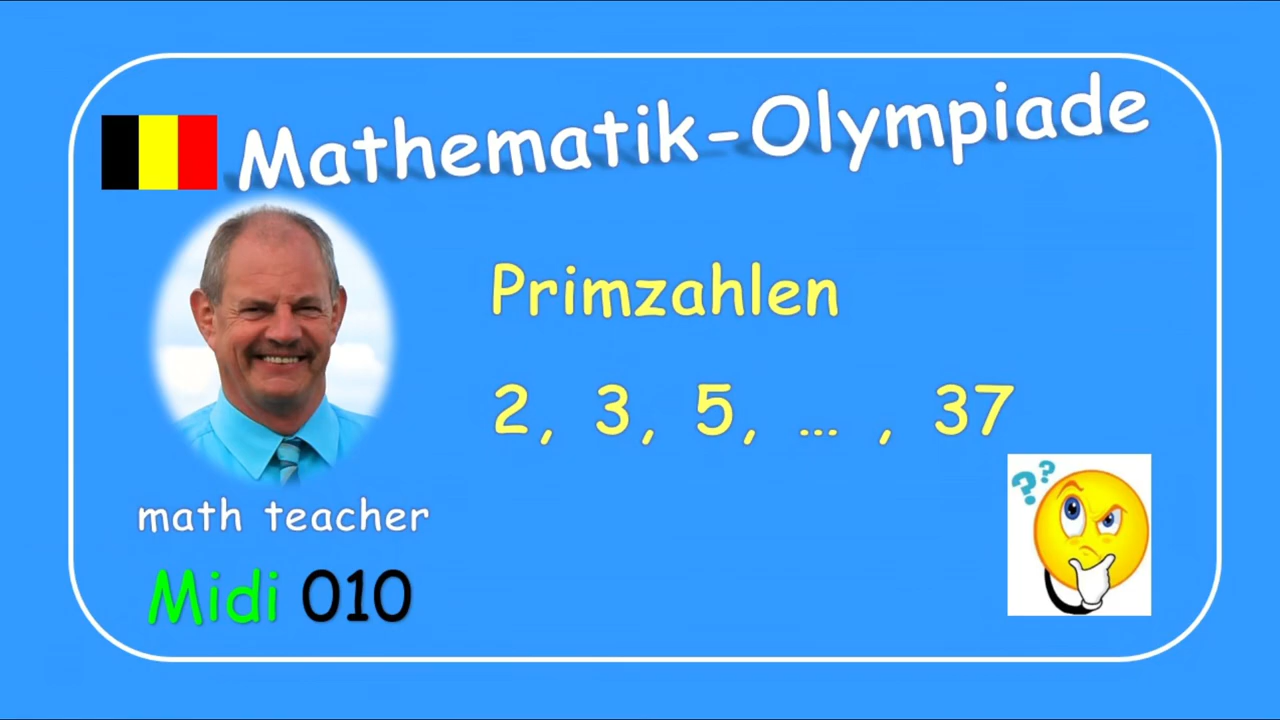 Mathematik-Olympiade
Primzahlen
2, 3, 5, ... , 37
??
math teacher
Midi 010